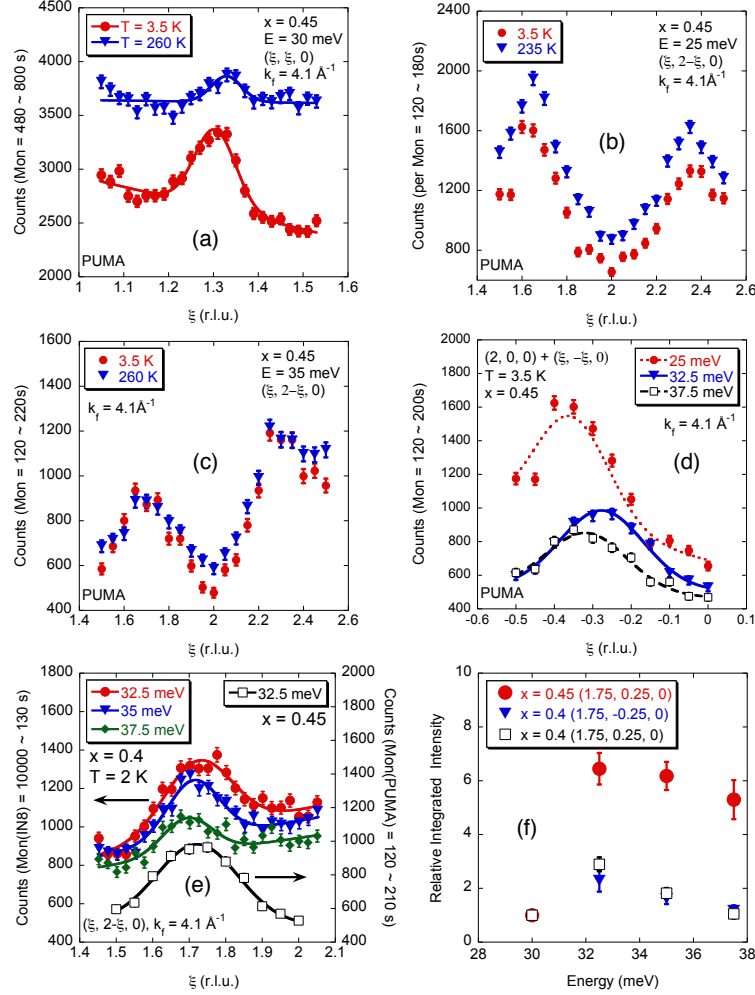 4500
4000
3500
3000
2500
2000
Counts (Mon = 480 ~ 800 s)
T = 3.5 K
T = 260 K
x = 0.45
E = 30 meV
(ξ, ξ, 0)
k_f = 4.1 Å⁻¹
(a)
PUMA
1 1.1 1.2 1.3 1.4 1.5 1.6
ξ (r.l.u.)
2400
2000
1600
1200
800
Counts (per Mon = 120 ~ 180s)
3.5 K
235 K
x = 0.45
E = 25 meV
(ξ, 2−ξ, 0)
k_f = 4.1Å⁻¹
(b)
PUMA
1.4 1.6 1.8 2 2.2 2.4 2.6
ξ (r.l.u.)
1600
1400
1200
1000
800
600
400
Counts (Mon = 120 ~ 220s)
3.5 K
260 K
x = 0.45
E = 35 meV
(ξ, 2−ξ, 0)
k_f = 4.1Å⁻¹
(c)
PUMA
1.4 1.6 1.8 2 2.2 2.4 2.6
ξ (r.l.u.)
2000
1800
1600
1400
1200
1000
800
600
400
Counts (Mon = 120 ~ 200s)
(2, 0, 0) + (ξ, −ξ, 0)
T = 3.5 K
x = 0.45
25 meV
32.5 meV
37.5 meV
k_f = 4.1 Å⁻¹
(d)
PUMA
-0.6 -0.5 -0.4 -0.3 -0.2 -0.1 0 0.1
ξ (r.l.u.)
1800
1600
1400
1200
1000
800
600
400
Counts (Mon(IN8) = 10000 ~ 130 s)
32.5 meV
35 meV
37.5 meV
x = 0.4
T = 2 K
32.5 meV
x = 0.45
(e)
(ξ, 2-ξ, 0), k_f = 4.1 Å⁻¹
2000
1800
1600
1400
1200
1000
800
600
400
Counts (Mon(PUMA) = 120 ~ 210 s)
1.4 1.5 1.6 1.7 1.8 1.9 2 2.1
ξ (r.l.u.)
10
8
6
4
2
0
Relative Integrated Intensity
x = 0.45 (1.75, 0.25, 0)
x = 0.4 (1.75, -0.25, 0)
x = 0.4 (1.75, 0.25, 0)
(f)
28 30 32 34 36 38
Energy (meV)